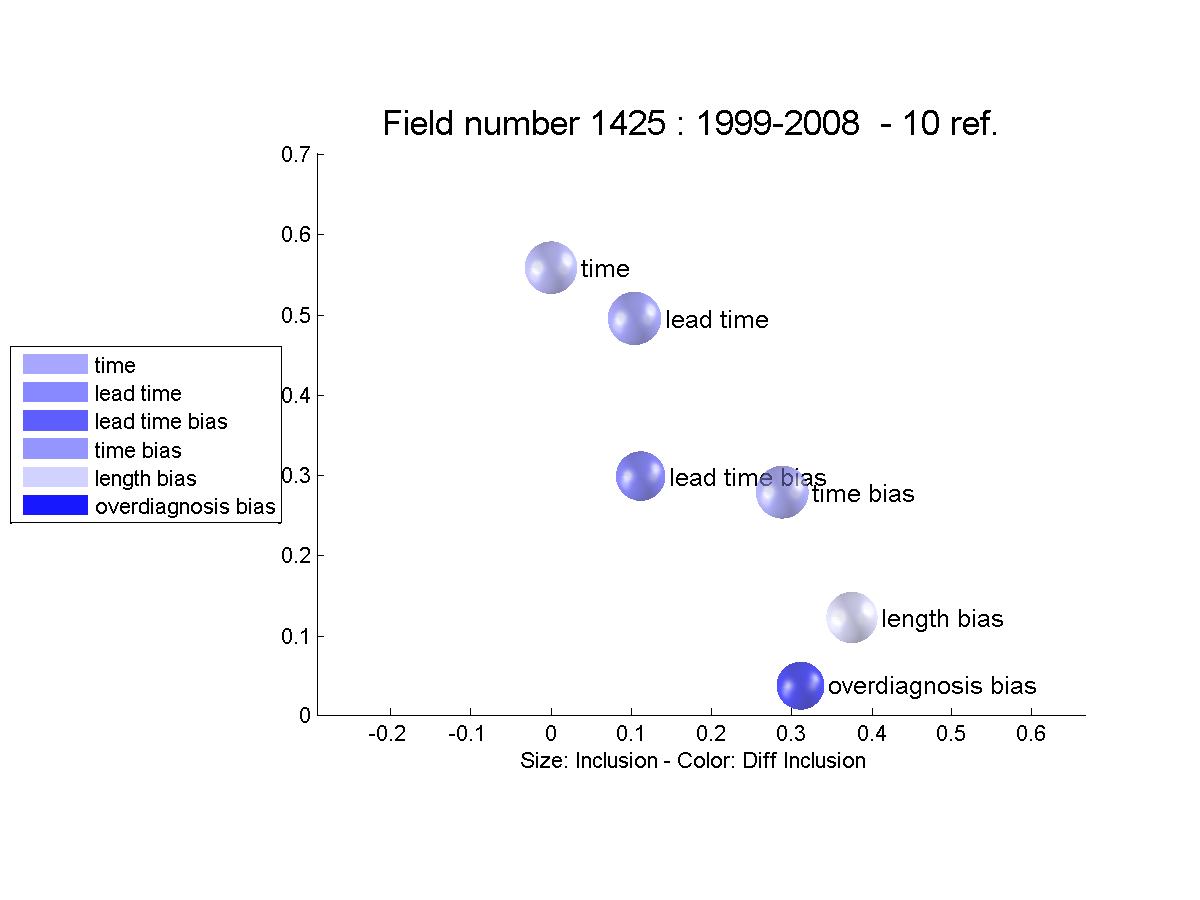 Field number 1425 : 1999-2008  - 10 ref.
0.7
0.6
0.5
0.4
0.3
0.2
0.1
0
time
lead time
lead time bias
time bias
length bias
overdiagnosis bias
time
lead time
lead time bias
time bias
length bias
overdiagnosis bias
-0.2 -0.1 0 0.1 0.2 0.3 0.4 0.5 0.6
Size: Inclusion - Color: Diff Inclusion